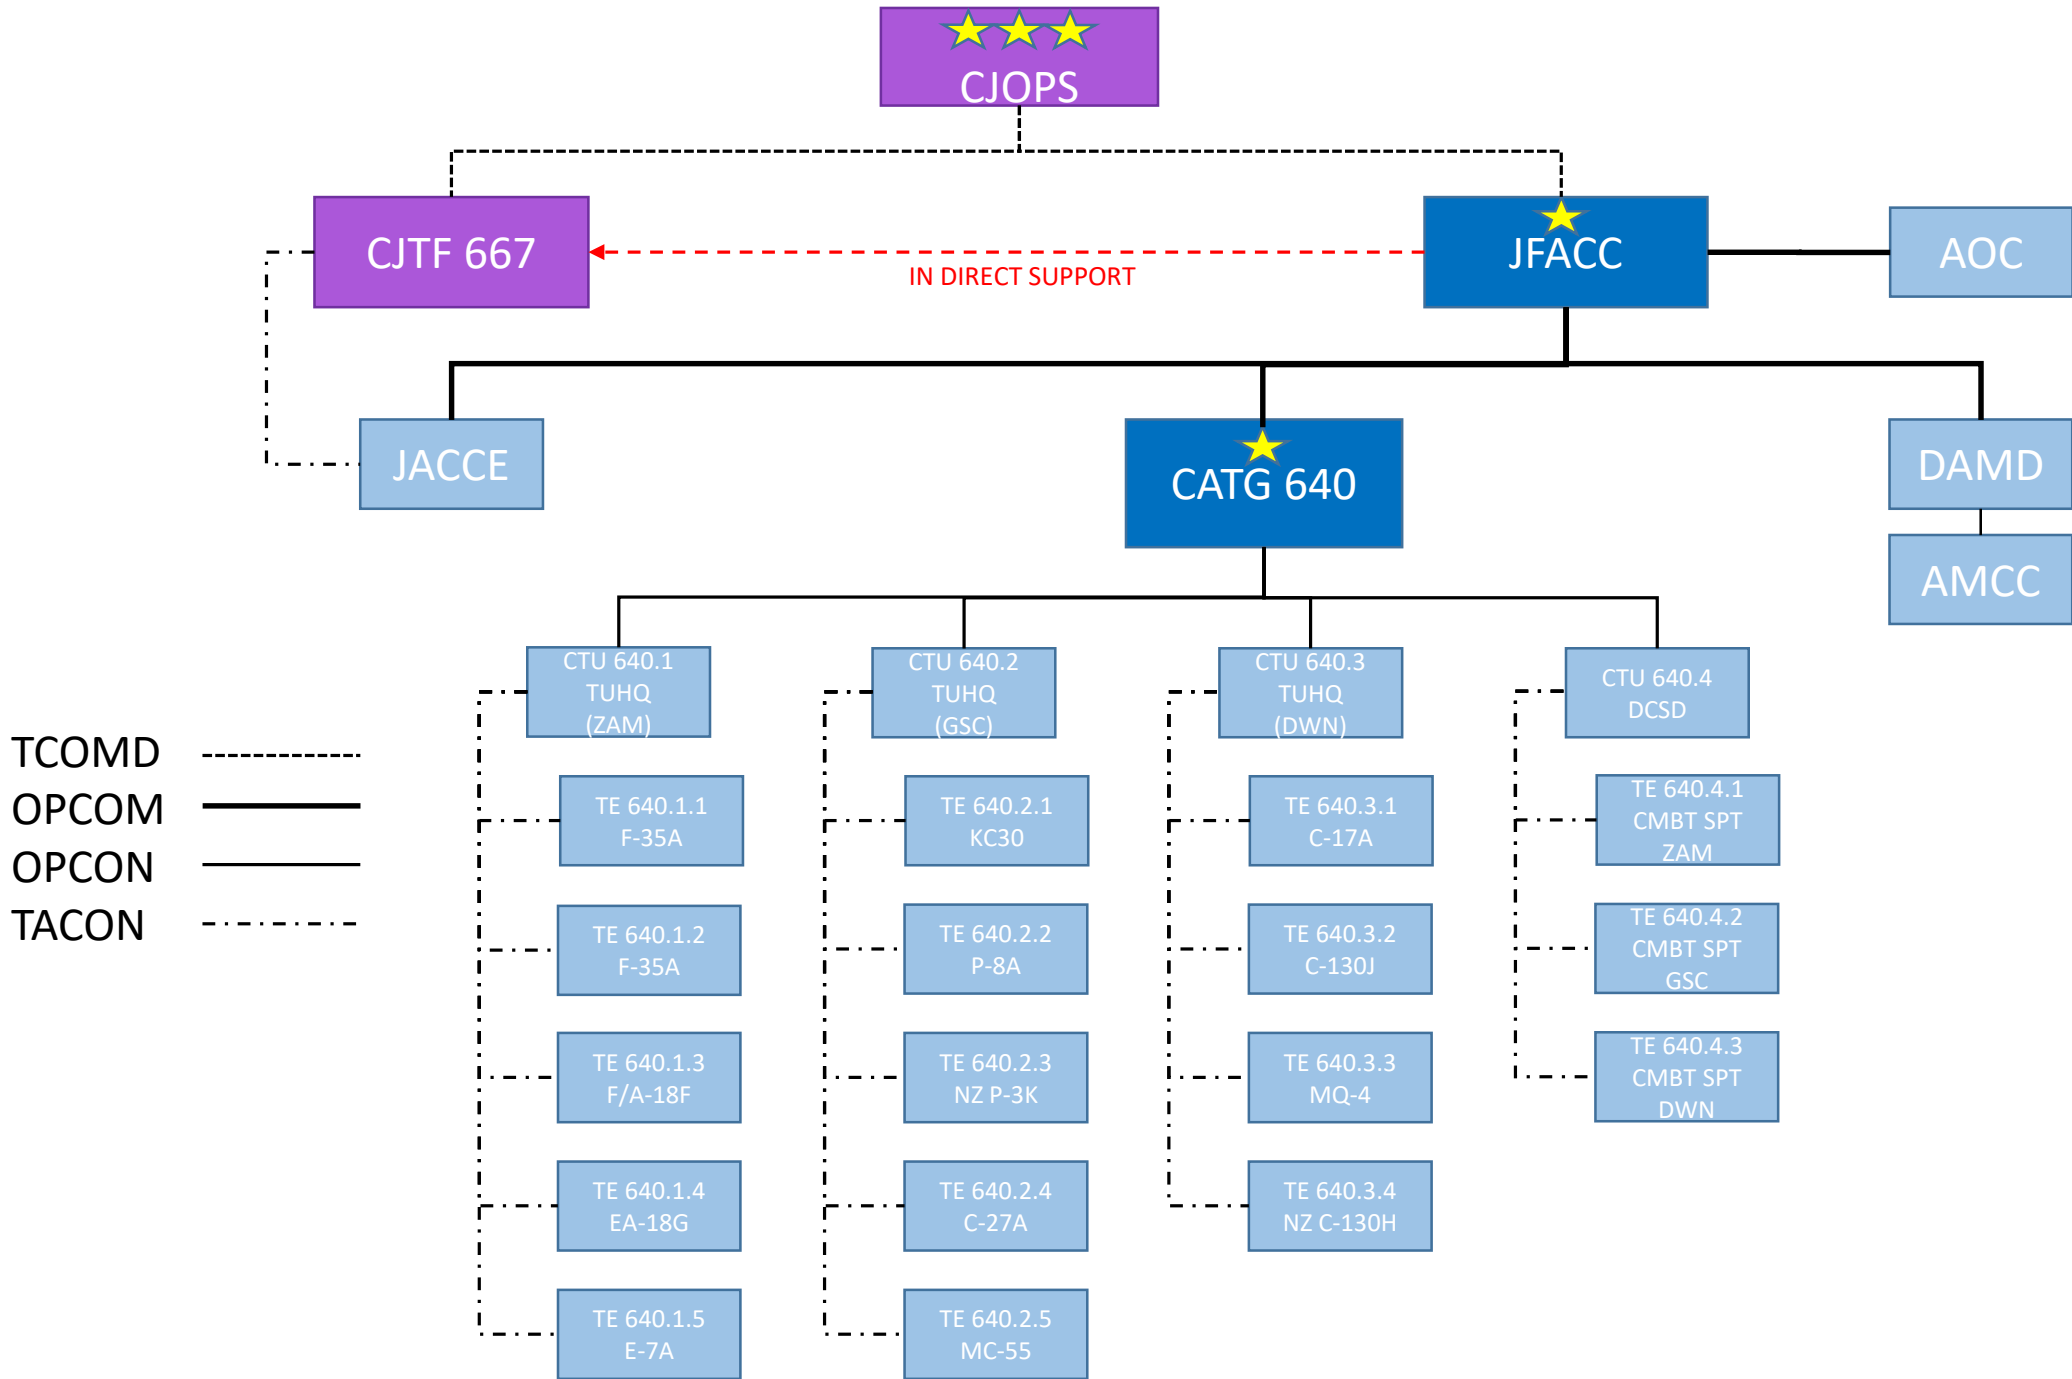 CJOPS
CJTF 667
JFACC
AOC
IN DIRECT SUPPORT
JACCE
CATG 640
DAMD
AMCC
CTU 640.1
TUHQ
(ZAM)
CTU 640.2
TUHQ
(GSC)
CTU 640.3
TUHQ
(DWN)
CTU 640.4
DCSD
TCOMD
OPCOM
OPCON
TACON
TE 640.1.1
F-35A
TE 640.2.1
KC30
TE 640.3.1
C-17A
TE 640.4.1
CMBT SPT
ZAM
TE 640.1.2
F-35A
TE 640.2.2
P-8A
TE 640.3.2
C-130J
TE 640.4.2
CMBT SPT
GSC
TE 640.1.3
F/A-18F
TE 640.2.3
NZ P-3K
TE 640.3.3
MQ-4
TE 640.4.3
CMBT SPT
DWN
TE 640.1.4
EA-18G
TE 640.2.4
C-27A
TE 640.3.4
NZ C-130H
TE 640.1.5
E-7A
TE 640.2.5
MC-55